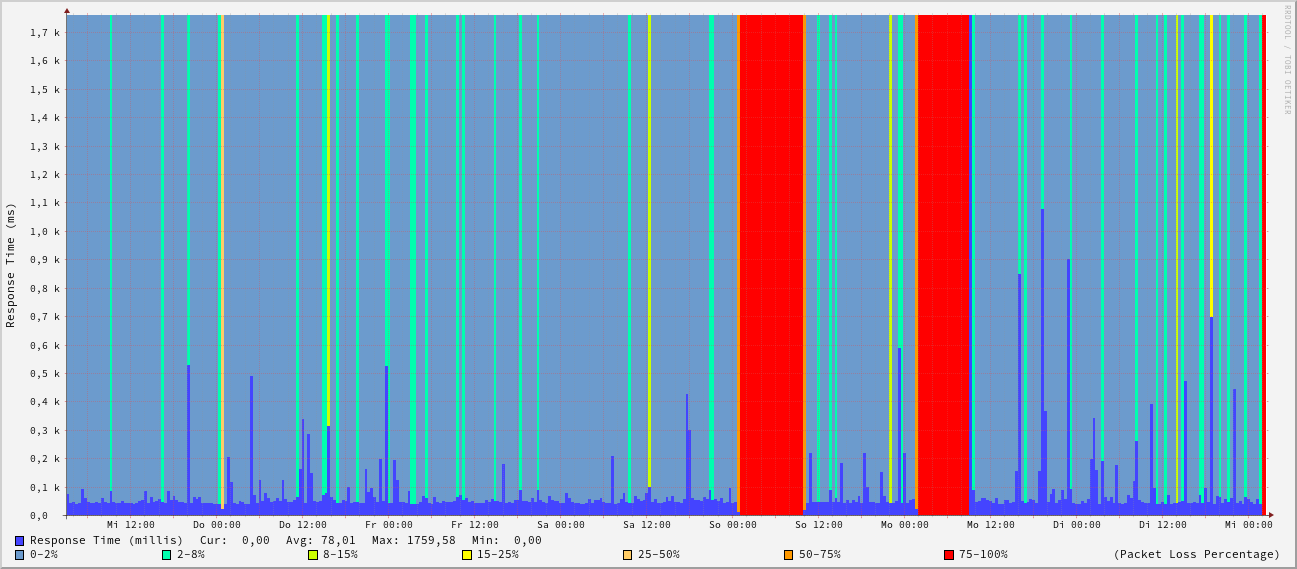 RRDTOOL / TOBI OETIKER
Response Time (ms)
1,7 k
1,6 k
1,5 k
1,4 k
1,3 k
1,2 k
1,1 k
1,0 k
0,9 k
0,8 k
0,7 k
0,6 k
0,5 k
0,4 k
0,3 k
0,2 k
0,1 k
0,0
Mi 12:00 Do 00:00 Do 12:00 Fr 00:00 Fr 12:00 Sa 00:00 Sa 12:00 So 00:00 So 12:00 Mo 00:00 Mo 12:00 Di 00:00 Di 12:00 Mi 00:00
Response Time (millis) Cur: 0,00 Avg: 78,01 Max: 1759,58 Min: 0,00
0-2% 2-8% 8-15% 15-25% 25-50% 50-75% 75-100% (Packet Loss Percentage)